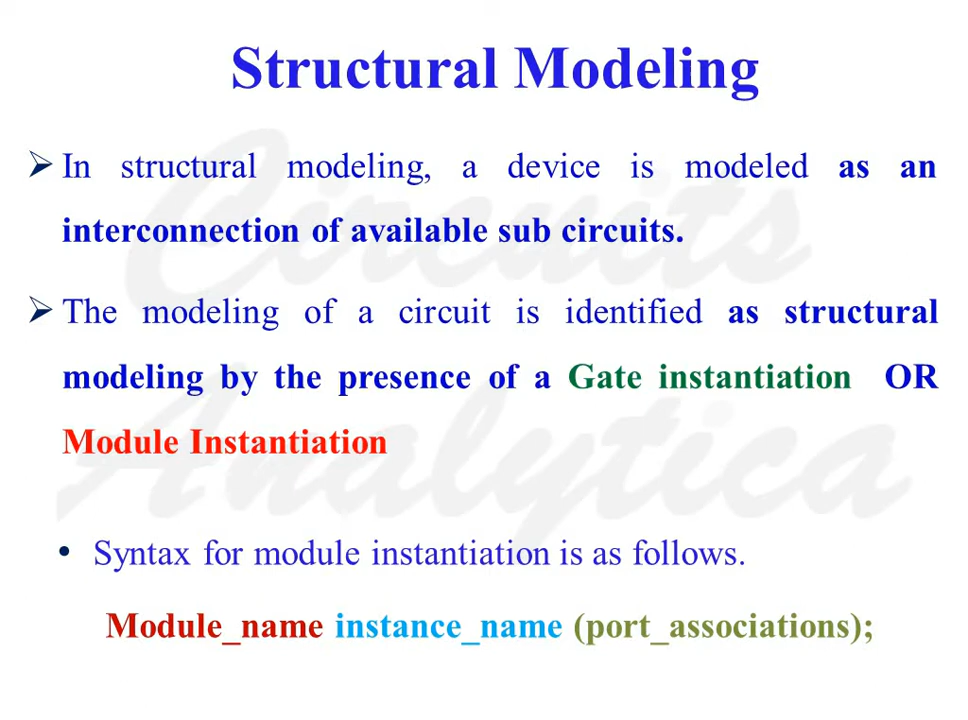 Structural Modeling
➢ In structural modeling, a device is modeled as an
interconnection of available sub circuits.
➢ The modeling of a circuit is identified as structural
modeling by the presence of a Gate instantiation OR
Module Instantiation
• Syntax for module instantiation is as follows.
Module_name instance_name (port_associations);
Circuits
Analytica